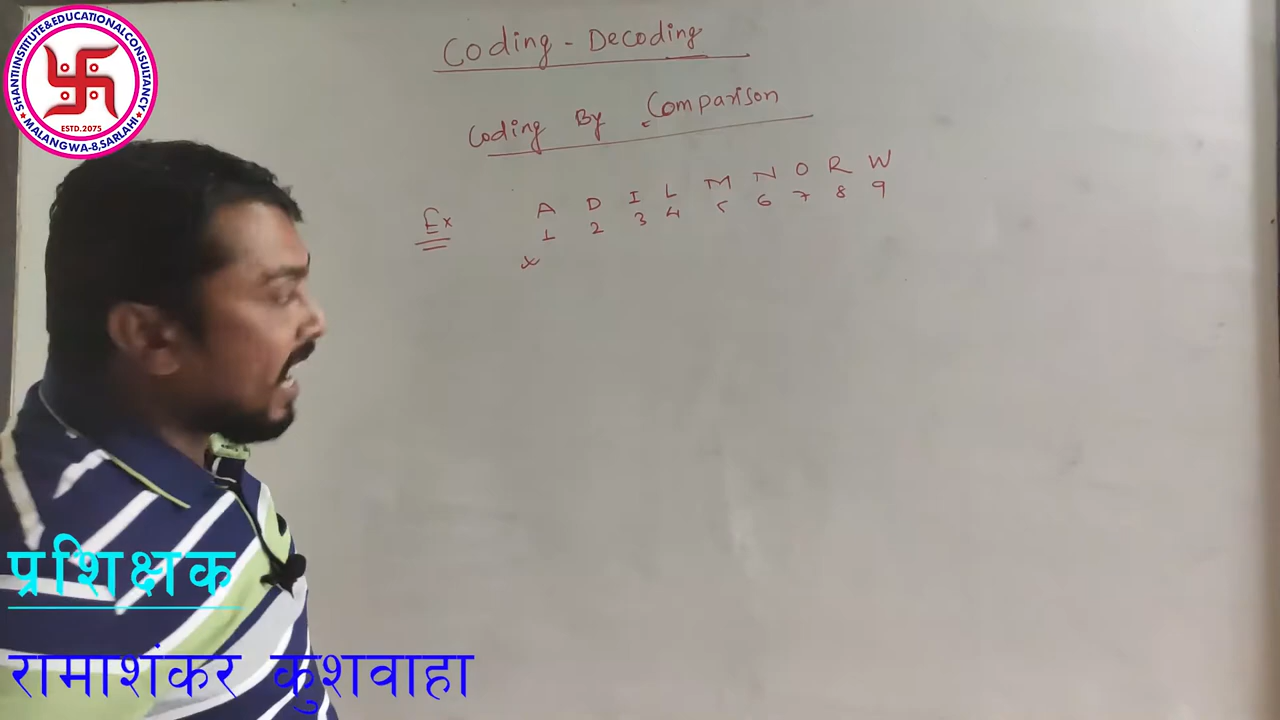 SHANTI INSTITUTE & EDUCATIONAL CONSULTANCY
ESTD.2075
MALANGWA-8, SARLAHI
Coding - Decoding
Coding By Comparison
Ex A D I L M N O R W
1 2 3 4 5 6 7 8 9
प्रशिक्षक
रामाशंकर कुशवाहा